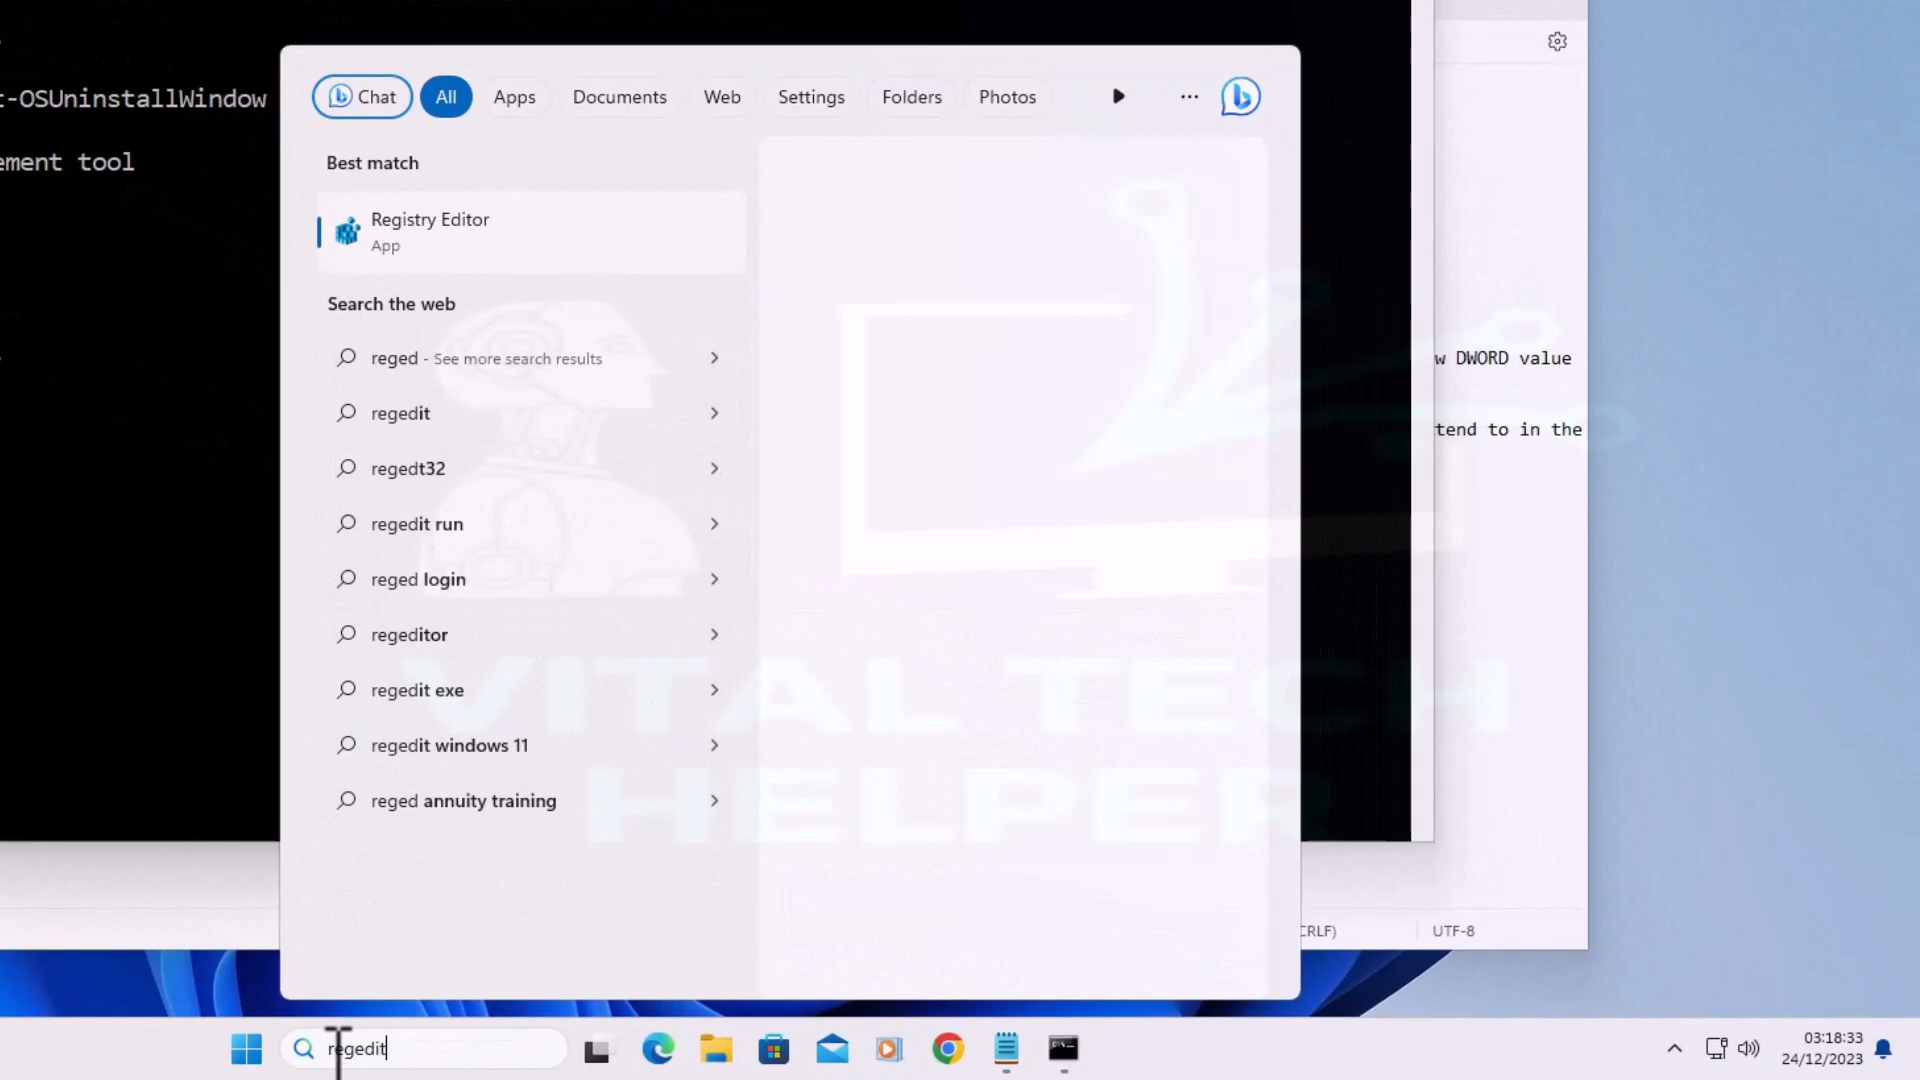 t-OSUninstallWindow
ement tool
Chat
All
Apps
Documents
Web
Settings
Folders
Photos
Best match
Registry Editor
App
Search the web
reged - See more search results
regedit
regedt32
regedit run
reged login
regeditor
regedit exe
regedit windows 11
reged annuity training
w DWORD value
tend to in the
VITAL TECH
HELPER
CRLF)
UTF-8
regedit
03:18:33
24/12/2023